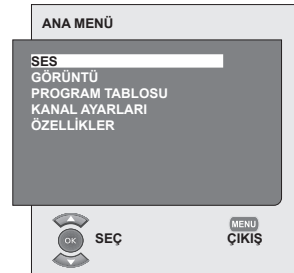 ANA MENÜ
SES
GÖRÜNTÜ
PROGRAM TABLOSU
KANAL AYARLARI
ÖZELLİKLER
OK SEÇ
MENU
ÇIKIŞ